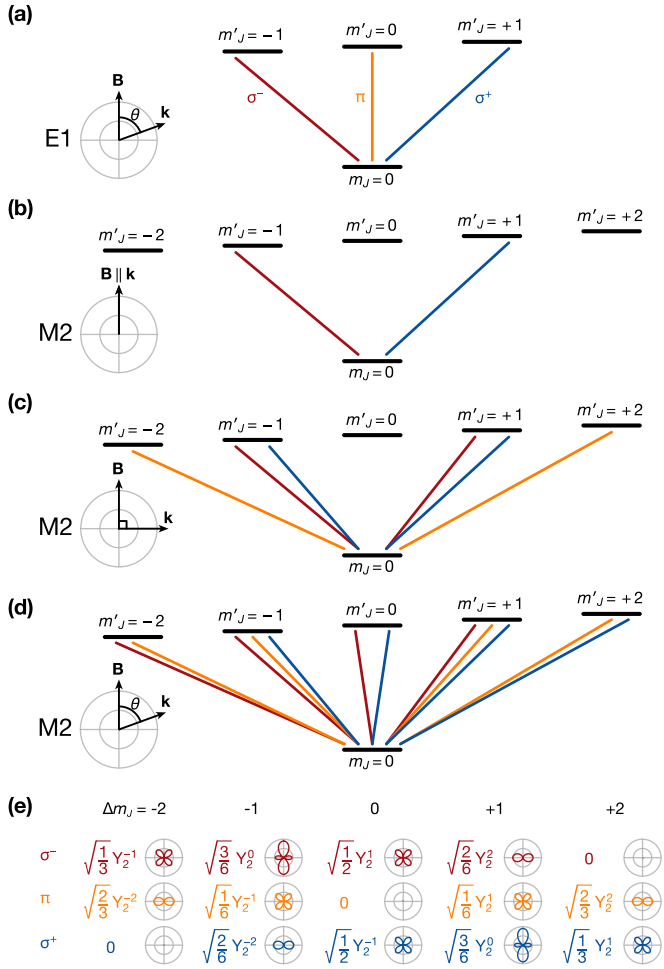 (a)
m′J = − 1 m′J = 0 m′J = + 1
B
θ k
E1
σ− π σ+
mJ = 0
(b)
m′J = − 2 m′J = − 1 m′J = 0 m′J = + 1 m′J = + 2
B ∥ k
M2
mJ = 0
(c)
m′J = − 2 m′J = − 1 m′J = 0 m′J = + 1 m′J = + 2
B
M2
k
mJ = 0
(d)
m′J = − 2 m′J = − 1 m′J = 0 m′J = + 1 m′J = + 2
B
θ k
M2
mJ = 0
(e)
ΔmJ = -2 -1 0 +1 +2
σ− √1/3 Y₂⁻¹ √3/6 Y₂⁰ √1/2 Y₂¹ √2/6 Y₂² 0
π √2/3 Y₂⁻² √1/6 Y₂⁻¹ 0 √1/6 Y₂¹ √2/3 Y₂²
σ+ 0 √2/6 Y₂⁻² √1/2 Y₂⁻¹ √3/6 Y₂⁰ √1/3 Y₂¹